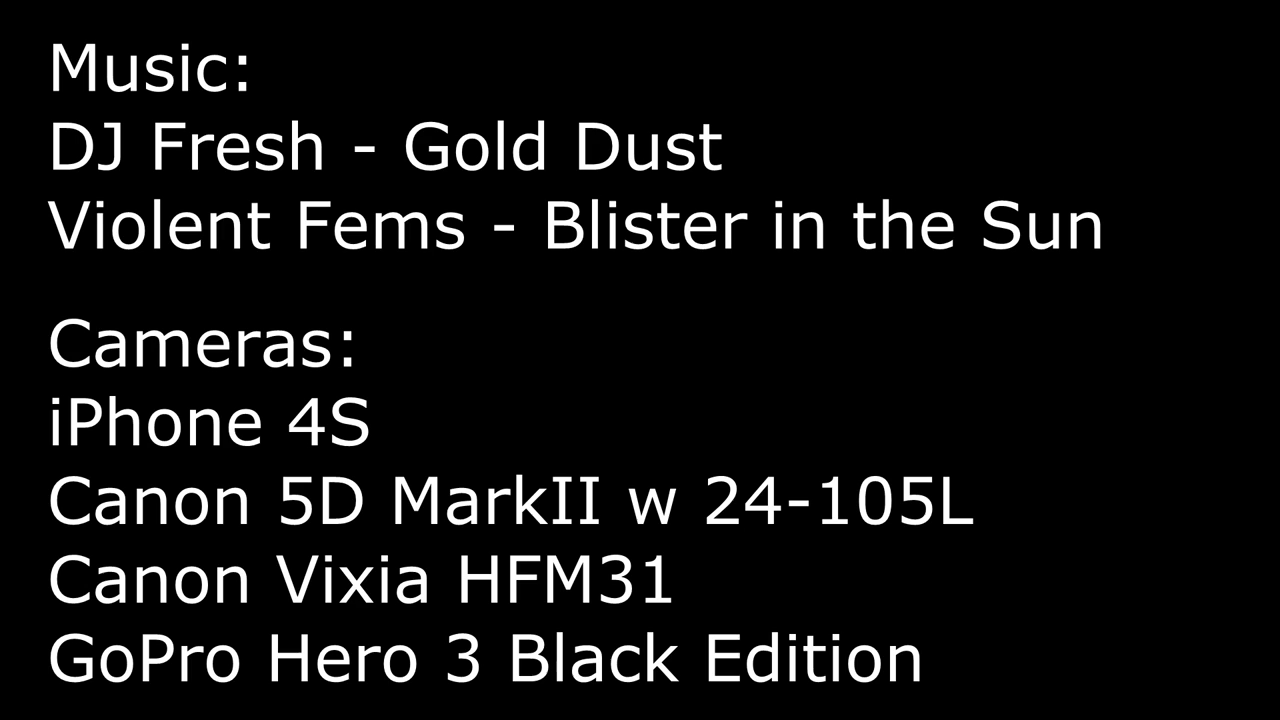 Music:
DJ Fresh - Gold Dust
Violent Fems - Blister in the Sun
Cameras:
iPhone 4S
Canon 5D MarkII w 24-105L
Canon Vixia HFM31
GoPro Hero 3 Black Edition